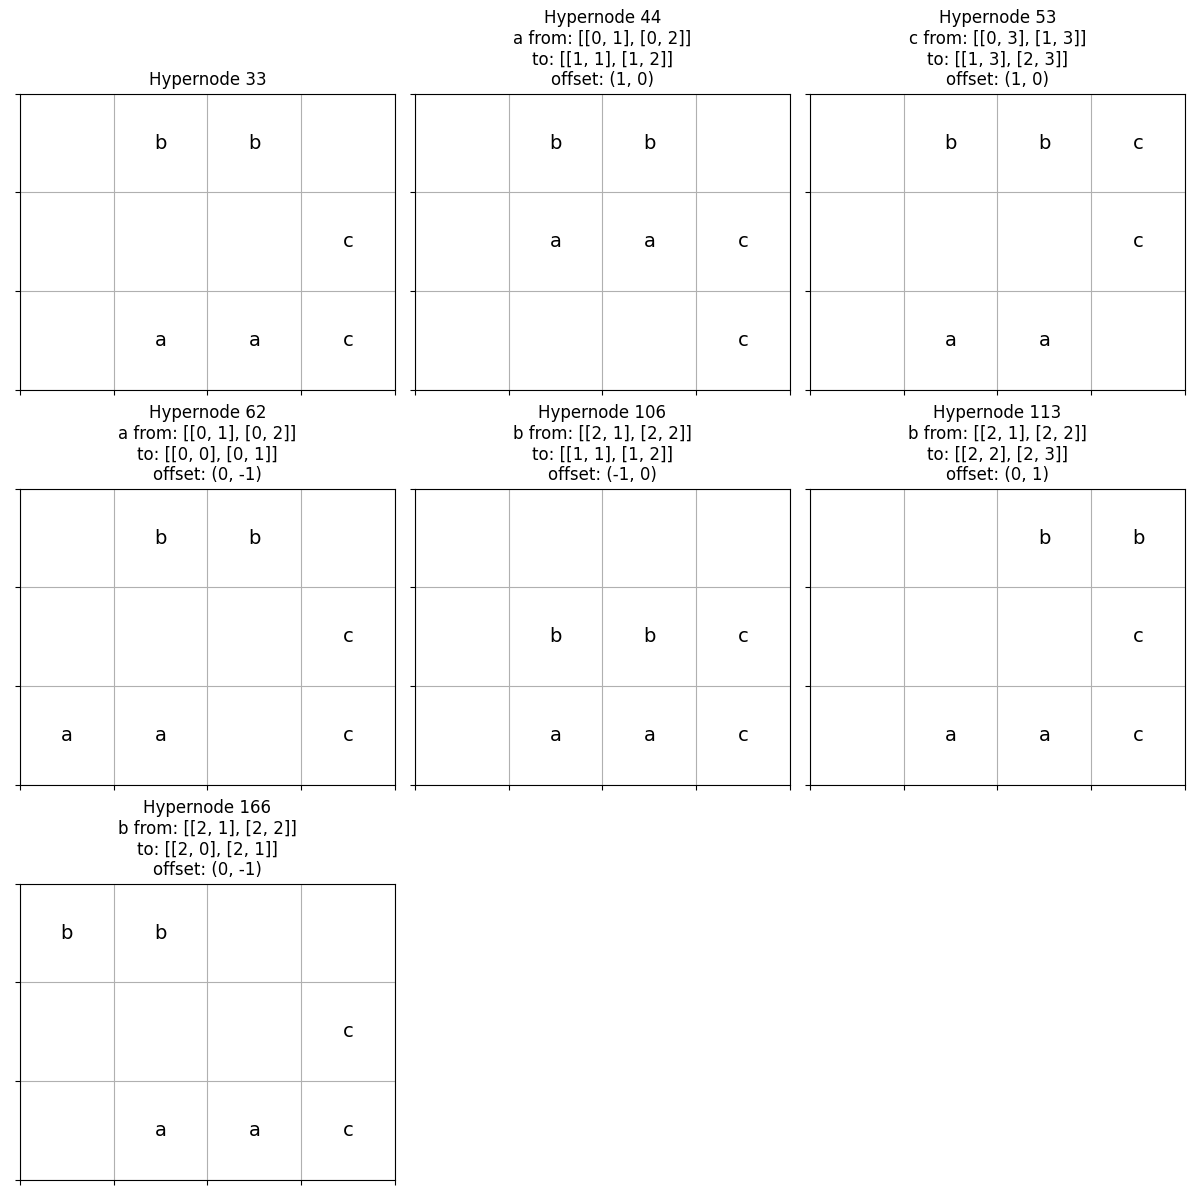 Hypernode 33
b b
c
a a c
Hypernode 44
a from: [[0, 1], [0, 2]]
to: [[1, 1], [1, 2]]
offset: (1, 0)
b b
a a c
c
Hypernode 53
c from: [[0, 3], [1, 3]]
to: [[1, 3], [2, 3]]
offset: (1, 0)
b b c
c
a a
Hypernode 62
a from: [[0, 1], [0, 2]]
to: [[0, 0], [0, 1]]
offset: (0, -1)
b b
c
a a c
Hypernode 106
b from: [[2, 1], [2, 2]]
to: [[1, 1], [1, 2]]
offset: (-1, 0)
b b c
a a c
Hypernode 113
b from: [[2, 1], [2, 2]]
to: [[2, 2], [2, 3]]
offset: (0, 1)
b b
c
a a c
Hypernode 166
b from: [[2, 1], [2, 2]]
to: [[2, 0], [2, 1]]
offset: (0, -1)
b b
c
a a c